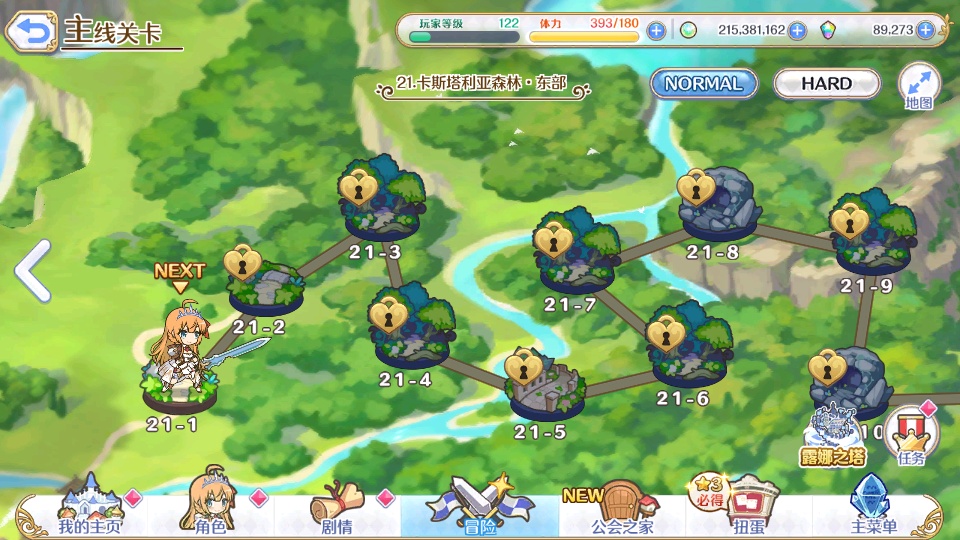 主线关卡
玩家等级 122
体力 393/180
215,381,162
89,273
21.卡斯塔利亚森林·东部
NORMAL
HARD
地图
21-3
21-8
NEXT
21-2
21-7
21-9
21-4
21-6
21-1
21-5
10
露娜之塔
任务
我的主页
角色
剧情
冒险
NEW
公会之家
★3
必得
扭蛋
主菜单